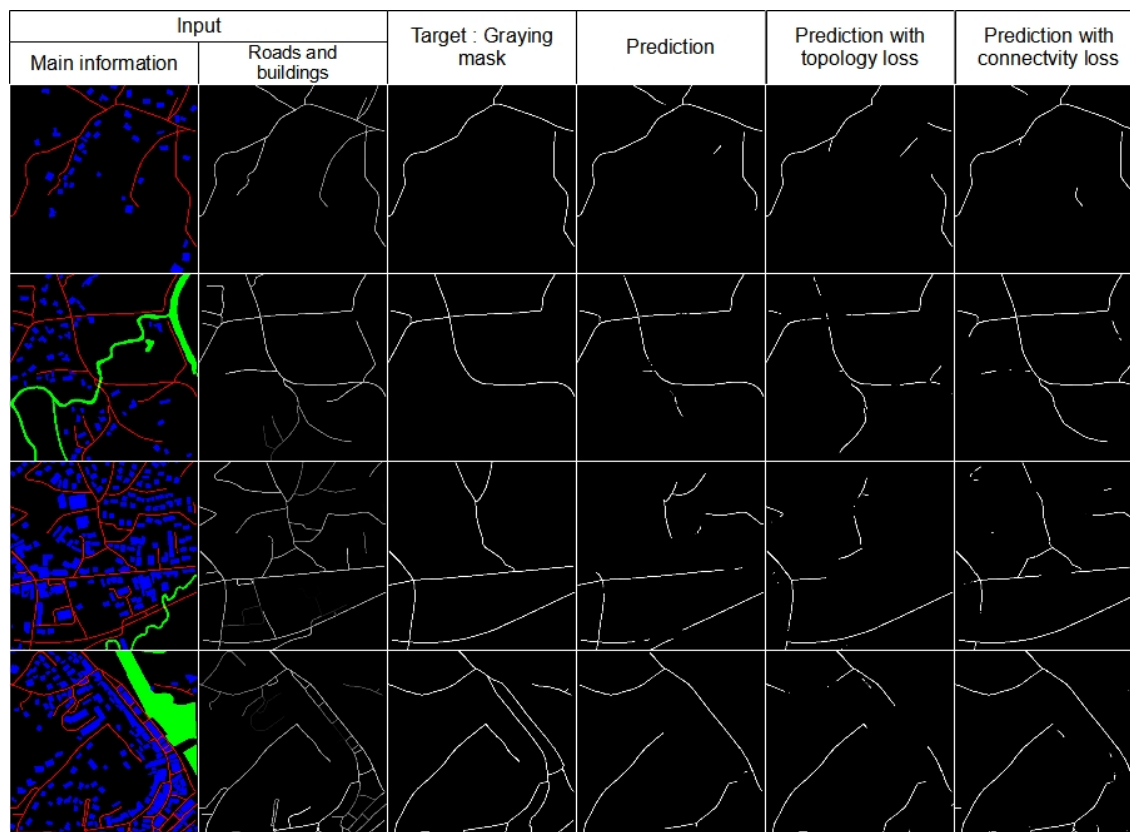 Input
Main information
Roads and
buildings
Target : Graying
mask
Prediction
Prediction with
topology loss
Prediction with
connectvity loss